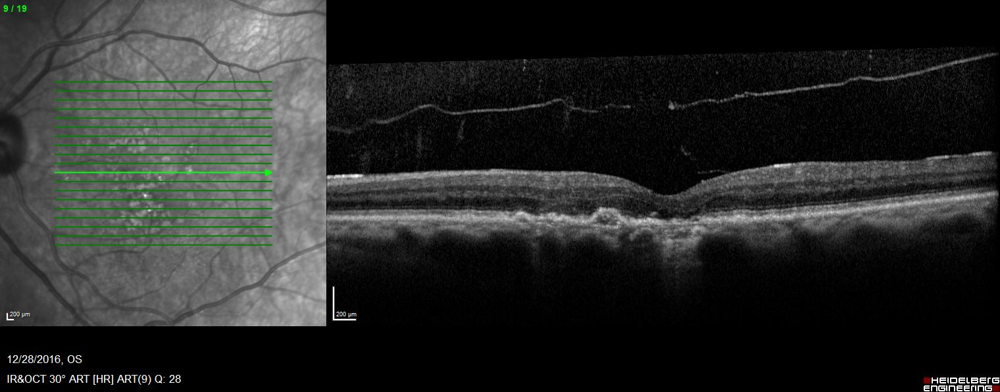 9 / 19
200 µm
200 µm
12/28/2016, OS
IR&OCT 30° ART [HR] ART(9) Q: 28
HEIDELBERG
ENGINEERING